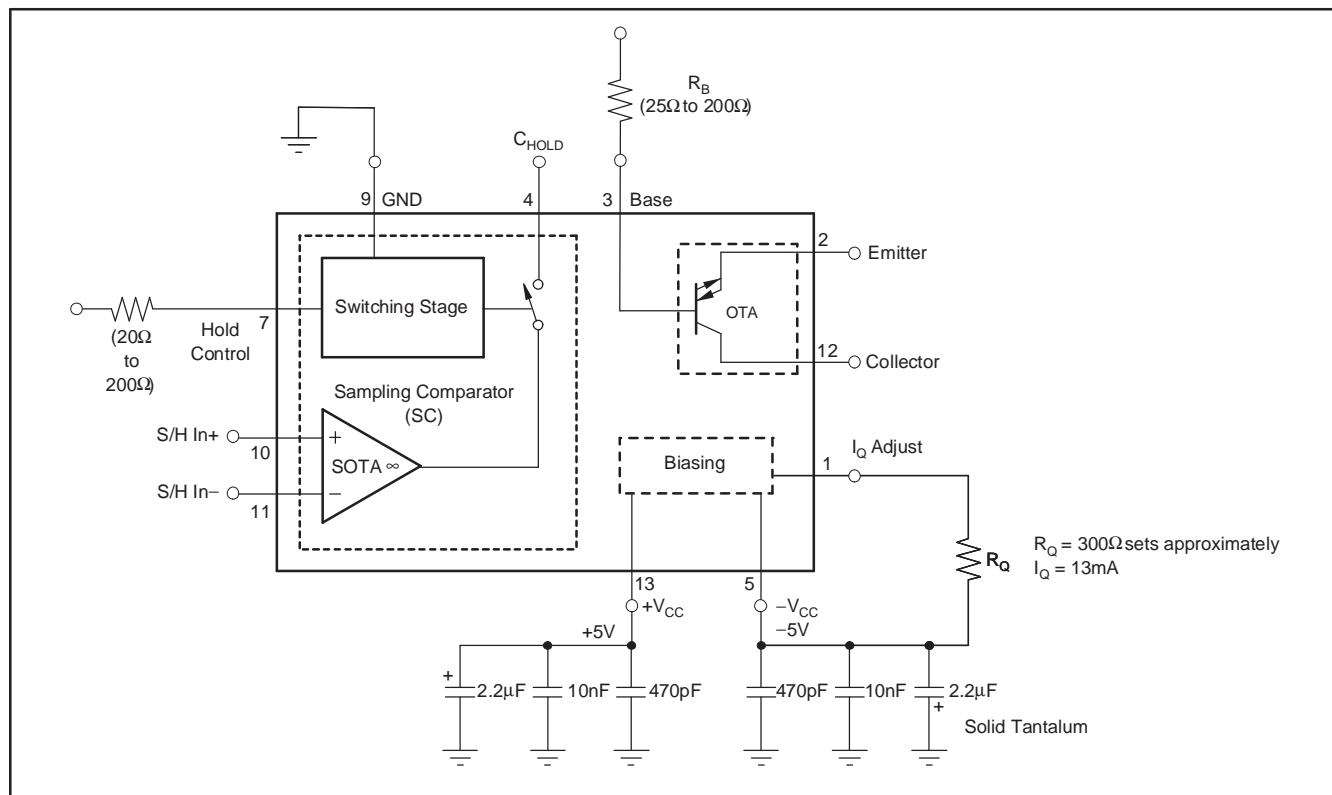 R_B
(25Ω to 200Ω)
C_HOLD
9 GND
4
3 Base
2
Emitter
Switching Stage
OTA
7
Hold
Control
(20Ω
to
200Ω)
12
Collector
Sampling Comparator
(SC)
S/H In+
10
+
SOTA ∞
−
S/H In−
11
Biasing
1
I_Q Adjust
R_Q
R_Q = 300Ω sets approximately
I_Q = 13mA
13
5
+V_CC
−V_CC
+5V
−5V
+
2.2μF
10nF
470pF
470pF
10nF
2.2μF
+
Solid Tantalum